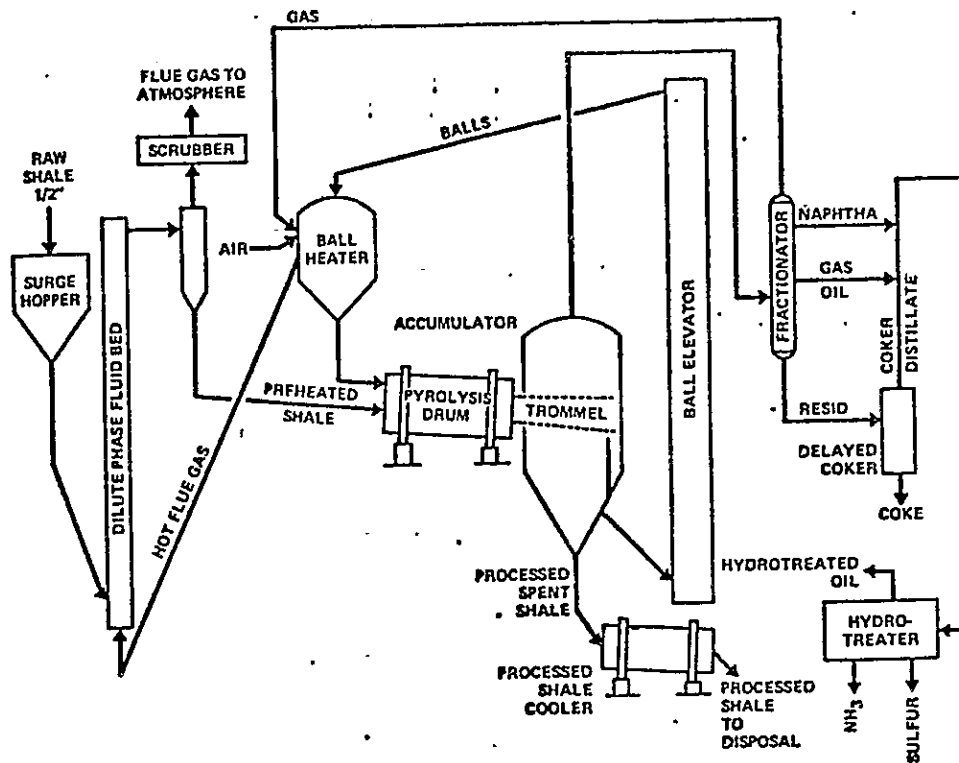 GAS
FLUE GAS TO
ATMOSPHERE
SCRUBBER
RAW
SHALE
1/2"
BALLS
AIR
BALL
HEATER
SURGE
HOPPER
DILUTE PHASE FLUID BED
HOT FLUE GAS
PREHEATED
SHALE
ACCUMULATOR
PYROLYSIS
DRUM
TROMMEL
BALL ELEVATOR
FRACTIONATOR
NAPHTHA
GAS
OIL
COKER
DISTILLATE
RESID
DELAYED
COKER
COKE
PROCESSED
SPENT
SHALE
PROCESSED
SHALE
COOLER
PROCESSED
SHALE
TO
DISPOSAL
HYDROTREATED
OIL
HYDRO-
TREATER
NH3
SULFUR